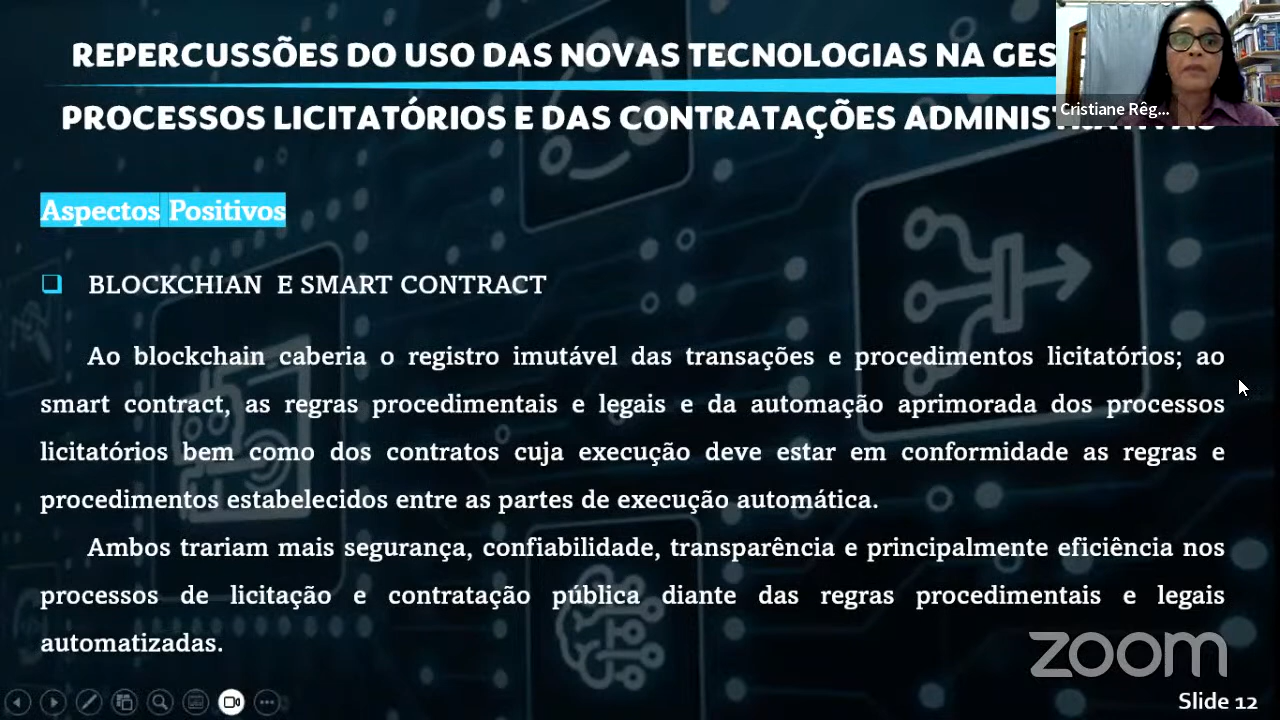 REPERCUSSÕES DO USO DAS NOVAS TECNOLOGIAS NA GES
PROCESSOS LICITATÓRIOS E DAS CONTRATAÇÕES ADMINISTRATIVAS
Cristiane Rêg...
Aspectos Positivos
❑ BLOCKCHIAN E SMART CONTRACT
Ao blockchain caberia o registro imutável das transações e procedimentos licitatórios; ao
smart contract, as regras procedimentais e legais e da automação aprimorada dos processos
licitatórios bem como dos contratos cuja execução deve estar em conformidade as regras e
procedimentos estabelecidos entre as partes de execução automática.
Ambos trariam mais segurança, confiabilidade, transparência e principalmente eficiência nos
processos de licitação e contratação pública diante das regras procedimentais e legais
automatizadas.
zoom
Slide 12